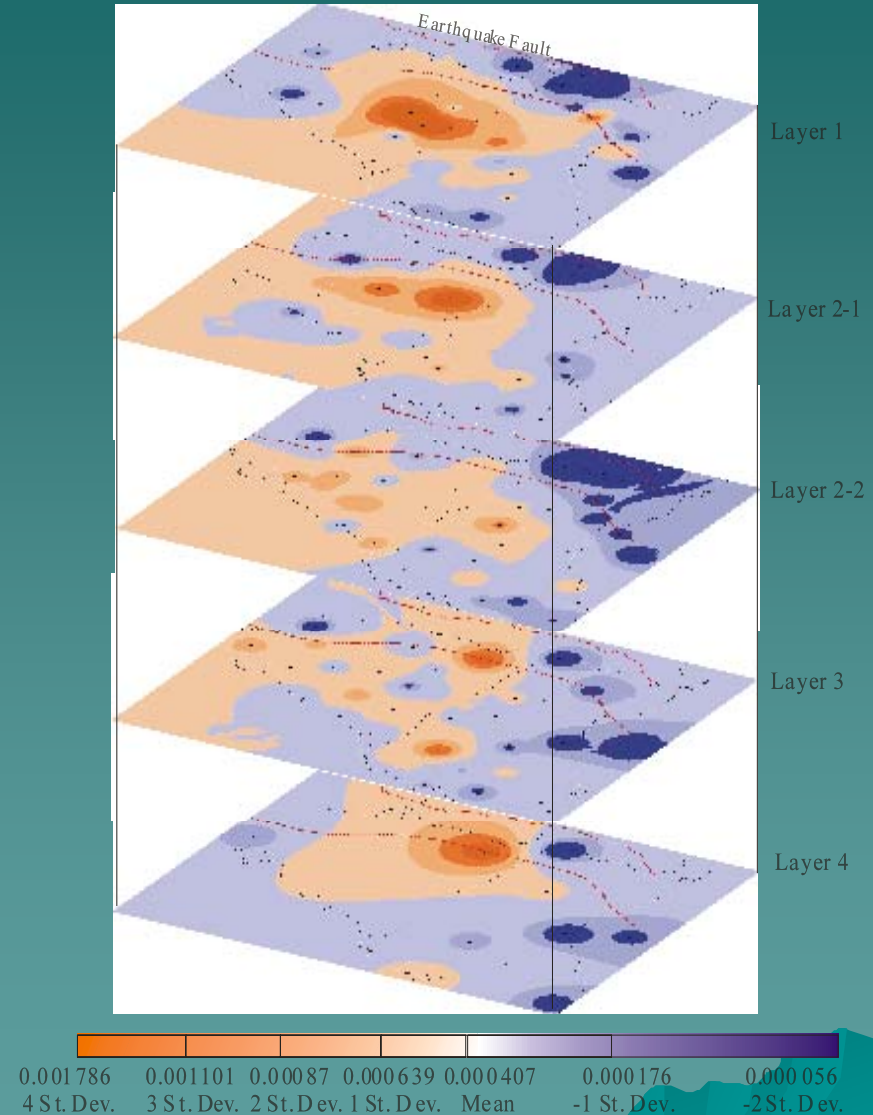 Earthquake Fault
Layer 1
Layer 2-1
Layer 2-2
Layer 3
Layer 4
0.001786 0.001101 0.00087 0.000639 0.000407 0.000176 0.000056
4 St. Dev. 3 St. Dev. 2 St. Dev. 1 St. Dev. Mean -1 St. Dev. -2 St. Dev.